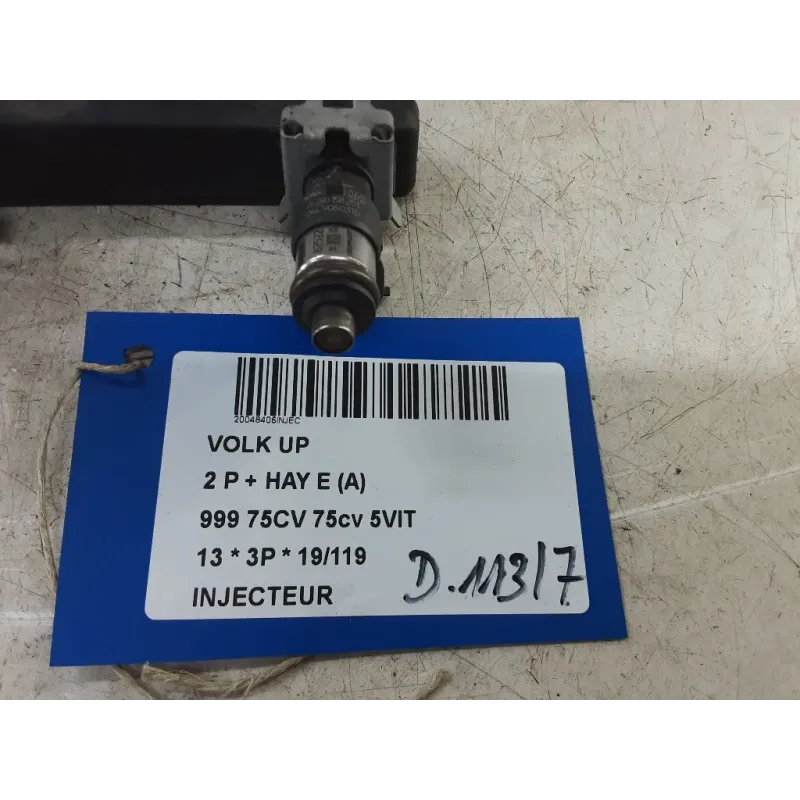 20048406INJEC
VOLK UP
2 P + HAY E (A)
999 75CV 75cv 5VIT
13 * 3P * 19/119
INJECTEUR
D.113/7